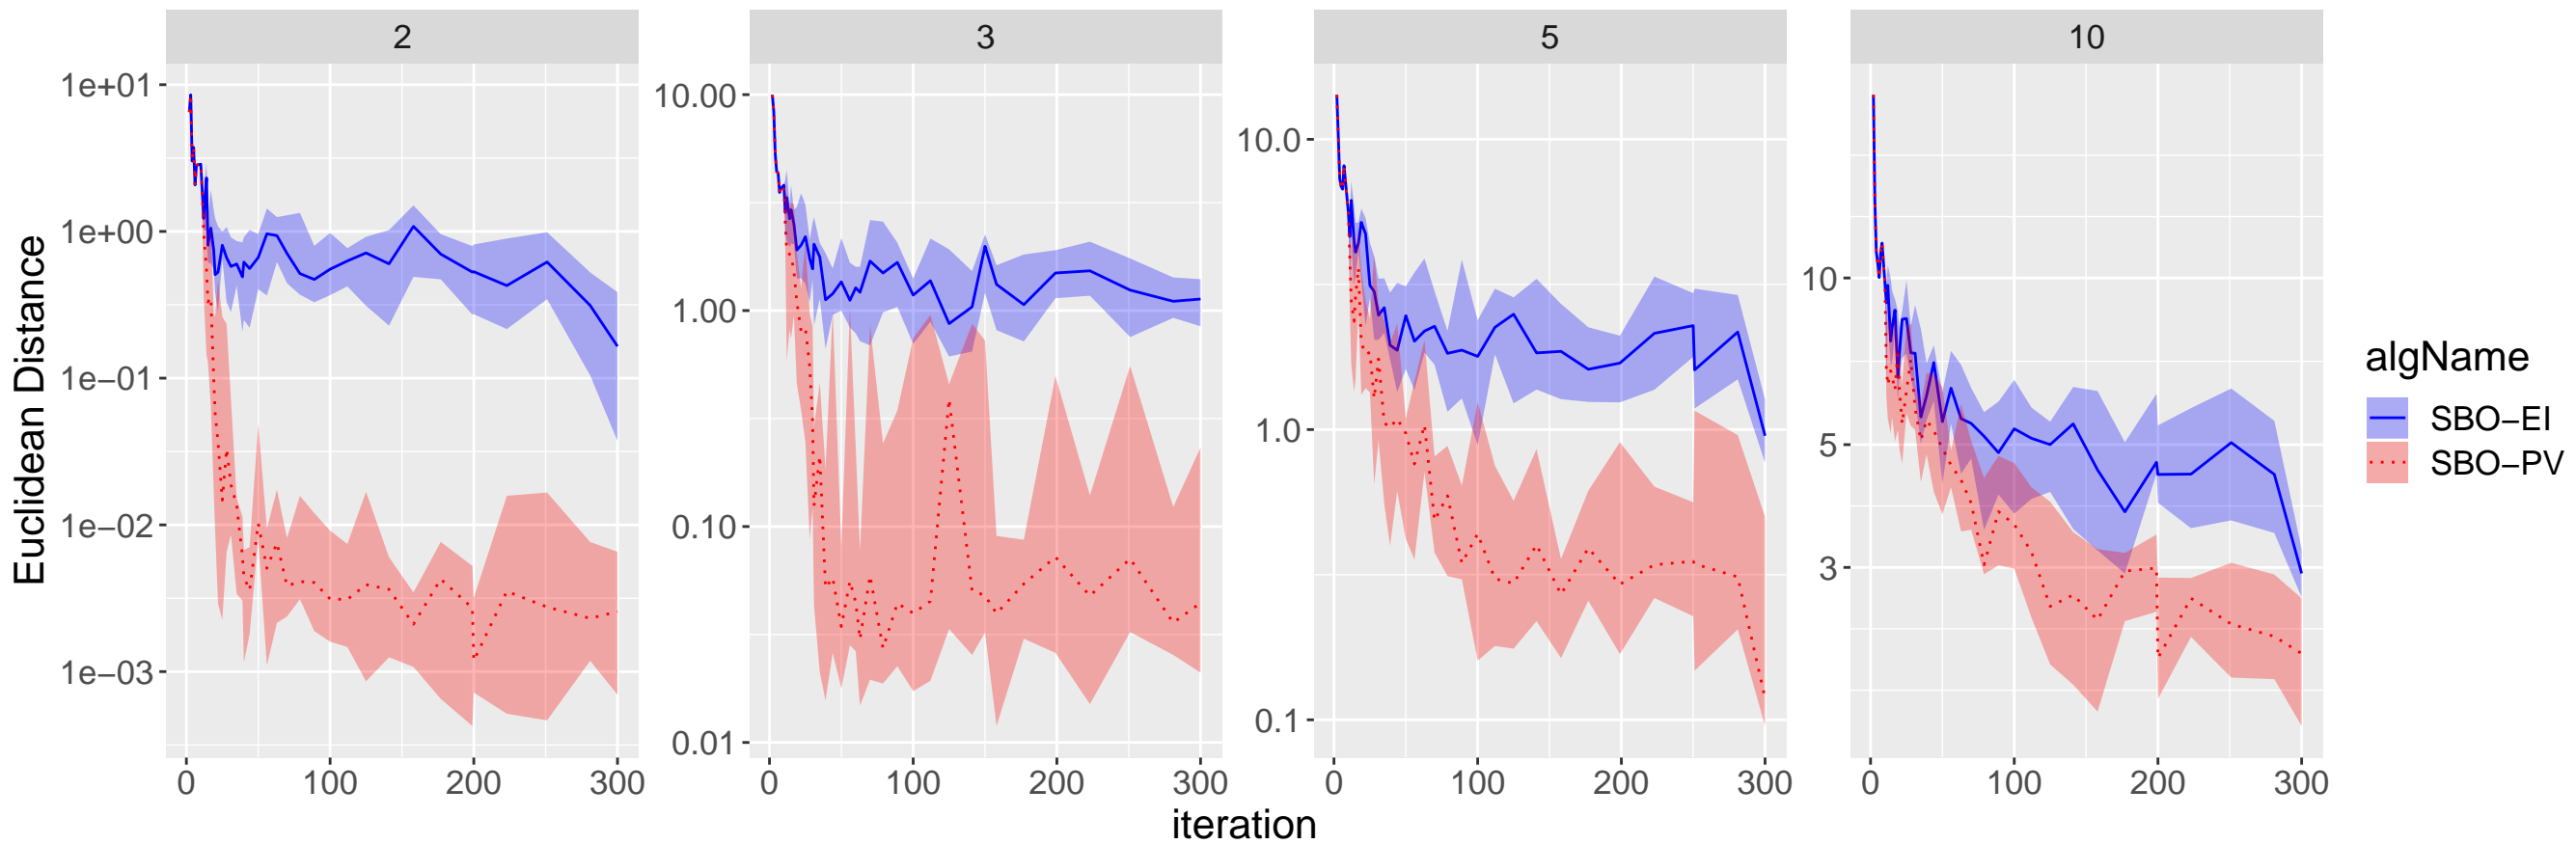 2
3
5
10
Euclidean Distance
1e+01
1e+00
1e−01
1e−02
1e−03
0 100 200 300
10.00
1.00
0.10
0.01
0 100 200 300
10.0
1.0
0.1
0 100 200 300
10
5
3
0 100 200 300
iteration
algName
SBO−EI
SBO−PV